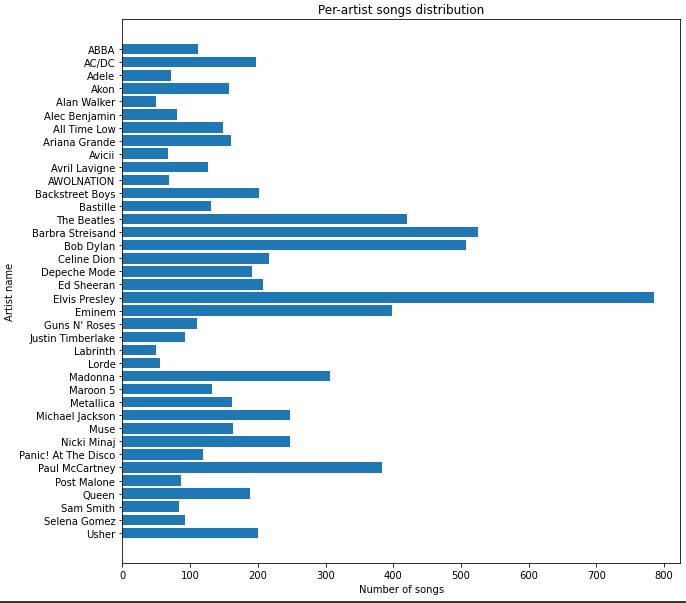 Per-artist songs distribution
ABBA
AC/DC
Adele
Akon
Alan Walker
Alec Benjamin
All Time Low
Ariana Grande
Avicii
Avril Lavigne
AWOLNATION
Backstreet Boys
Bastille
The Beatles
Barbra Streisand
Bob Dylan
Celine Dion
Depeche Mode
Ed Sheeran
Elvis Presley
Eminem
Guns N' Roses
Justin Timberlake
Labrinth
Lorde
Madonna
Maroon 5
Metallica
Michael Jackson
Muse
Nicki Minaj
Panic! At The Disco
Paul McCartney
Post Malone
Queen
Sam Smith
Selena Gomez
Usher
Artist name
0 100 200 300 400 500 600 700 800
Number of songs